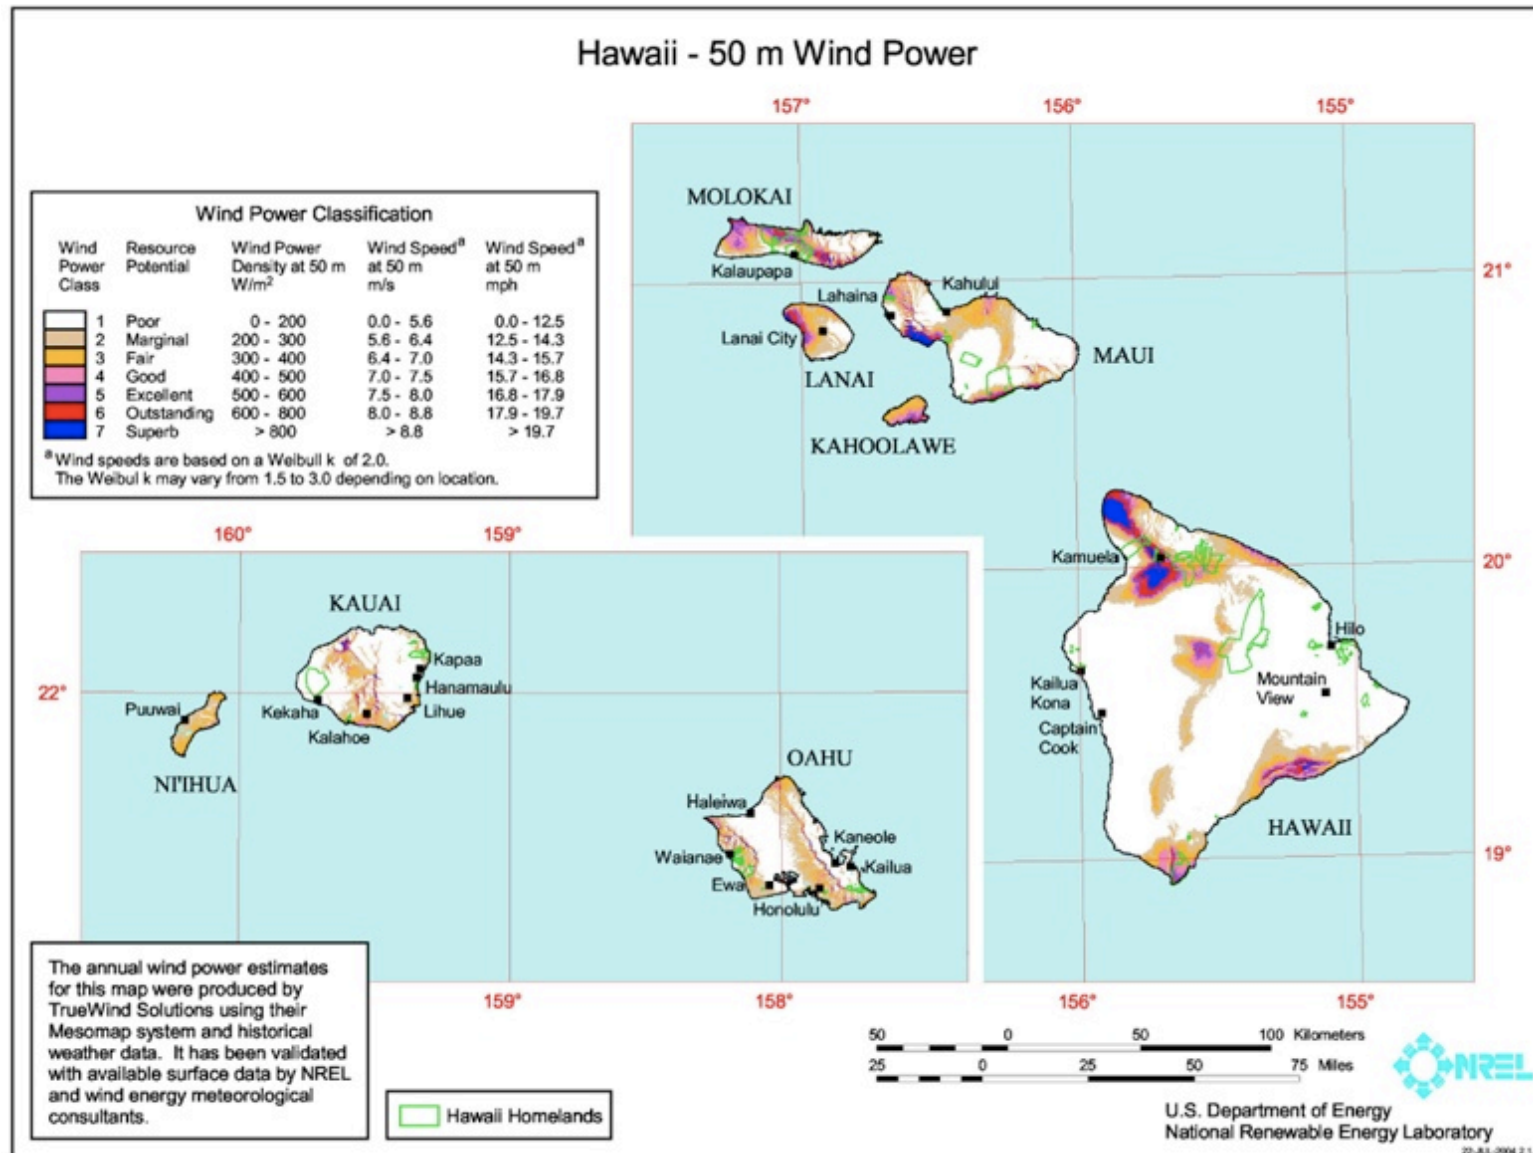 Hawaii - 50 m Wind Power
157° 156° 155°
MOLOKAI
Kalaupapa
Lahaina
Kahului
Lanai City
LANAI
MAUI
KAHOOLAWE
21°
Wind Power Classification
Wind Power Class Resource Potential Wind Power Density at 50 m W/m² Wind Speedᵃ at 50 m m/s Wind Speedᵃ at 50 m mph
1 Poor 0 - 200 0.0 - 5.6 0.0 - 12.5
2 Marginal 200 - 300 5.6 - 6.4 12.5 - 14.3
3 Fair 300 - 400 6.4 - 7.0 14.3 - 15.7
4 Good 400 - 500 7.0 - 7.5 15.7 - 16.8
5 Excellent 500 - 600 7.5 - 8.0 16.8 - 17.9
6 Outstanding 600 - 800 8.0 - 8.8 17.9 - 19.7
7 Superb > 800 > 8.8 > 19.7
ᵃ Wind speeds are based on a Weibull k of 2.0.
The Weibul k may vary from 1.5 to 3.0 depending on location.
160° 159°
KAUAI
Kapaa
Hanamaulu
Lihue
Kekaha
Kalahoe
22°
Puuwai
NI'IHUA
OAHU
Haleiwa
Kaneole
Waianae
Kailua
Ewa
Honolulu
159° 158°
Kamuela
20°
Hilo
Kailua
Kona
Mountain
View
Captain
Cook
HAWAII
19°
156° 155°
The annual wind power estimates
for this map were produced by
TrueWind Solutions using their
Mesomap system and historical
weather data. It has been validated
with available surface data by NREL
and wind energy meteorological
consultants.
Hawaii Homelands
50 0 50 100 Kilometers
25 0 25 50 75 Miles
NREL
U.S. Department of Energy
National Renewable Energy Laboratory